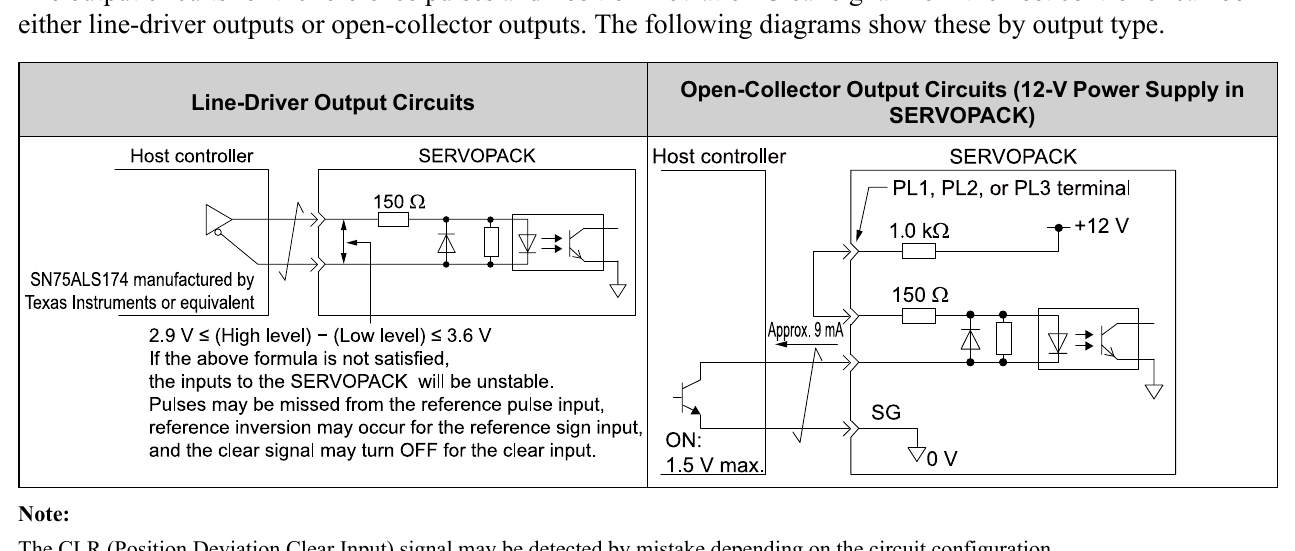 either line-driver outputs or open-collector outputs. The following diagrams show these by output type.
Line-Driver Output Circuits
Open-Collector Output Circuits (12-V Power Supply in
SERVOPACK)
Host controller
SERVOPACK
150 Ω
SN75ALS174 manufactured by
Texas Instruments or equivalent
2.9 V ≤ (High level) − (Low level) ≤ 3.6 V
If the above formula is not satisfied,
the inputs to the SERVOPACK will be unstable.
Pulses may be missed from the reference pulse input,
reference inversion may occur for the reference sign input,
and the clear signal may turn OFF for the clear input.
Host controller
SERVOPACK
PL1, PL2, or PL3 terminal
1.0 kΩ
+12 V
150 Ω
Approx. 9 mA
SG
ON:
1.5 V max.
0 V
Note:
The CLR (Position Deviation Clear Input) signal may be detected by mistake depending on the circuit configuration